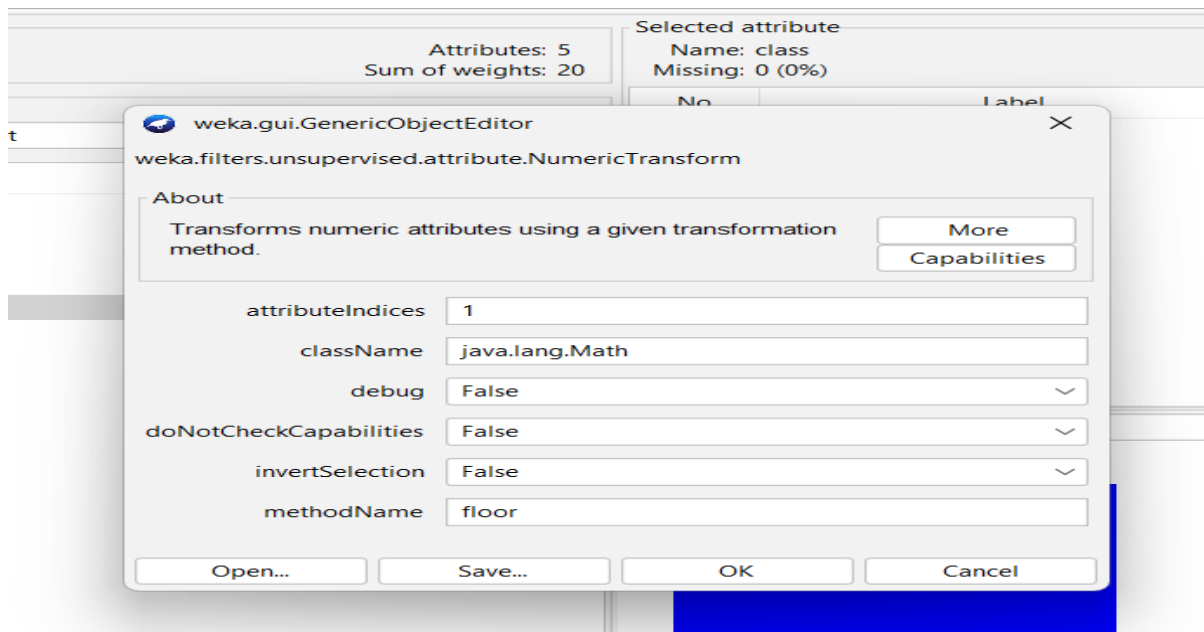 Selected attribute
Attributes: 5
Name: class
Sum of weights: 20
Missing: 0 (0%)
No.
Label
t
weka.gui.GenericObjectEditor
weka.filters.unsupervised.attribute.NumericTransform
About
Transforms numeric attributes using a given transformation
method.
More
Capabilities
attributeIndices 1
className java.lang.Math
debug False
doNotCheckCapabilities False
invertSelection False
methodName floor
Open... Save... OK Cancel